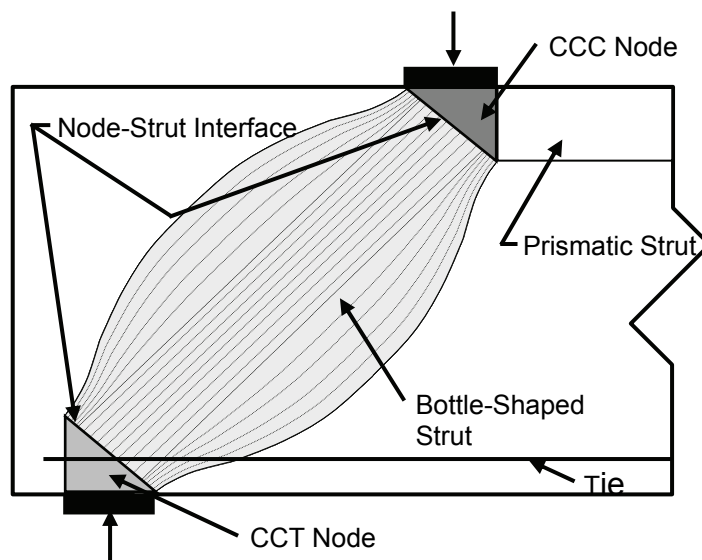 CCC Node
Node-Strut Interface
Prismatic Strut
Bottle-Shaped
Strut
Tie
CCT Node